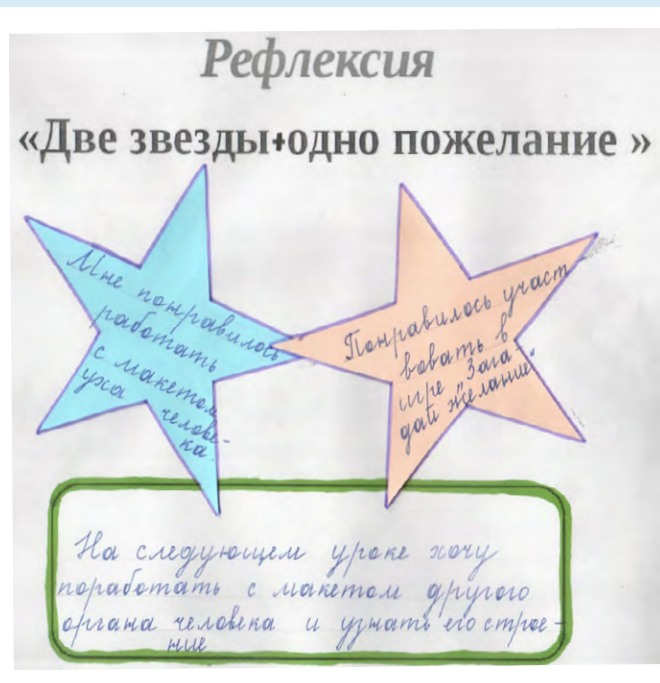 Рефлексия
«Две звезды+одно пожелание »
Мне понравилось
работать
с макетом
уха челове-
ка.
Понравилось участ
вовать в
игре "Зага-
дай желание"
На следующем уроке хочу
поработать с макетом другого
органа человека и узнать его строе-
ние